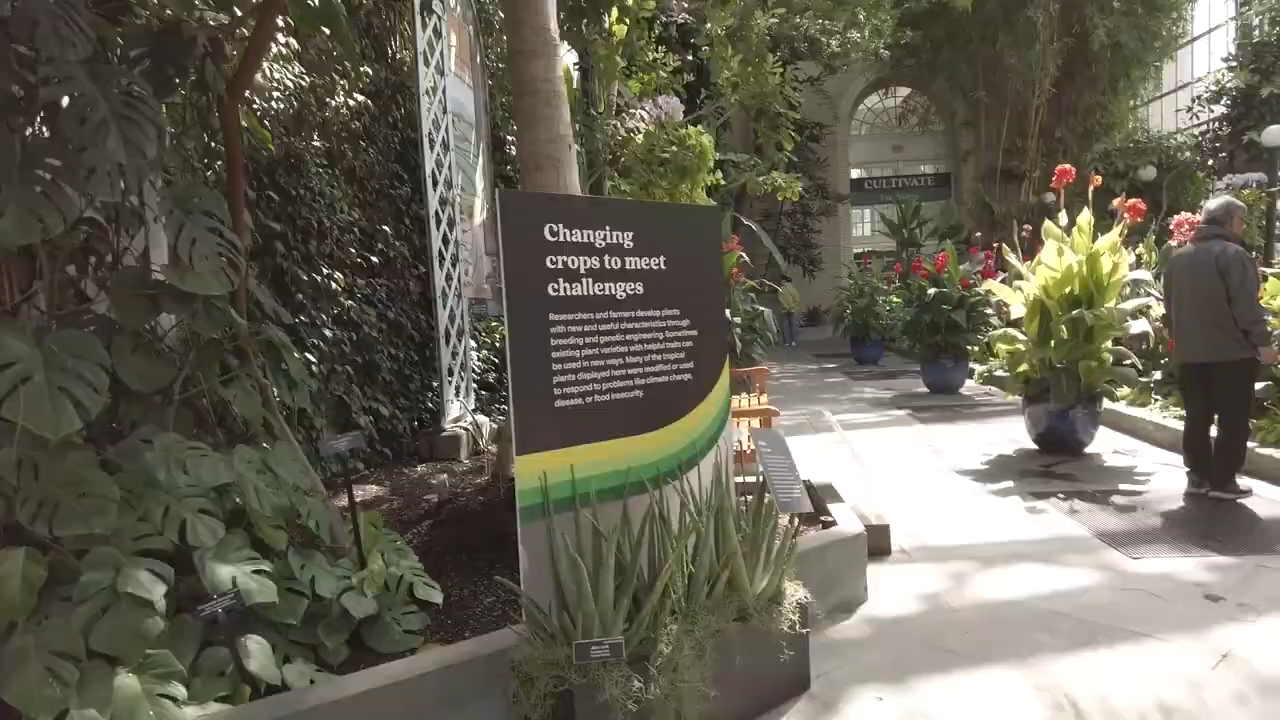 CULTIVATE
Changing
crops to meet
challenges
Researchers and farmers develop plants
with new and useful characteristics through
breeding and genetic engineering. Sometimes
existing plant varieties with helpful traits can
be used in new ways. Many of the tropical
plants displayed here were modified or used
to respond to problems like climate change,
disease, or food insecurity.